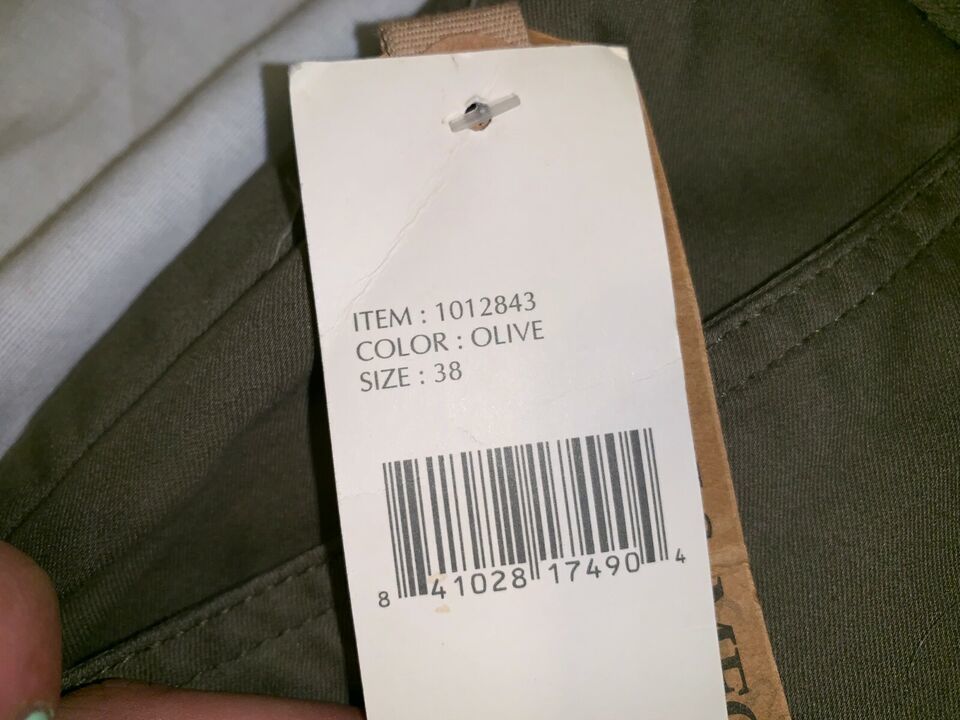 ITEM : 1012843
COLOR : OLIVE
SIZE : 38
8 41028 17490 4